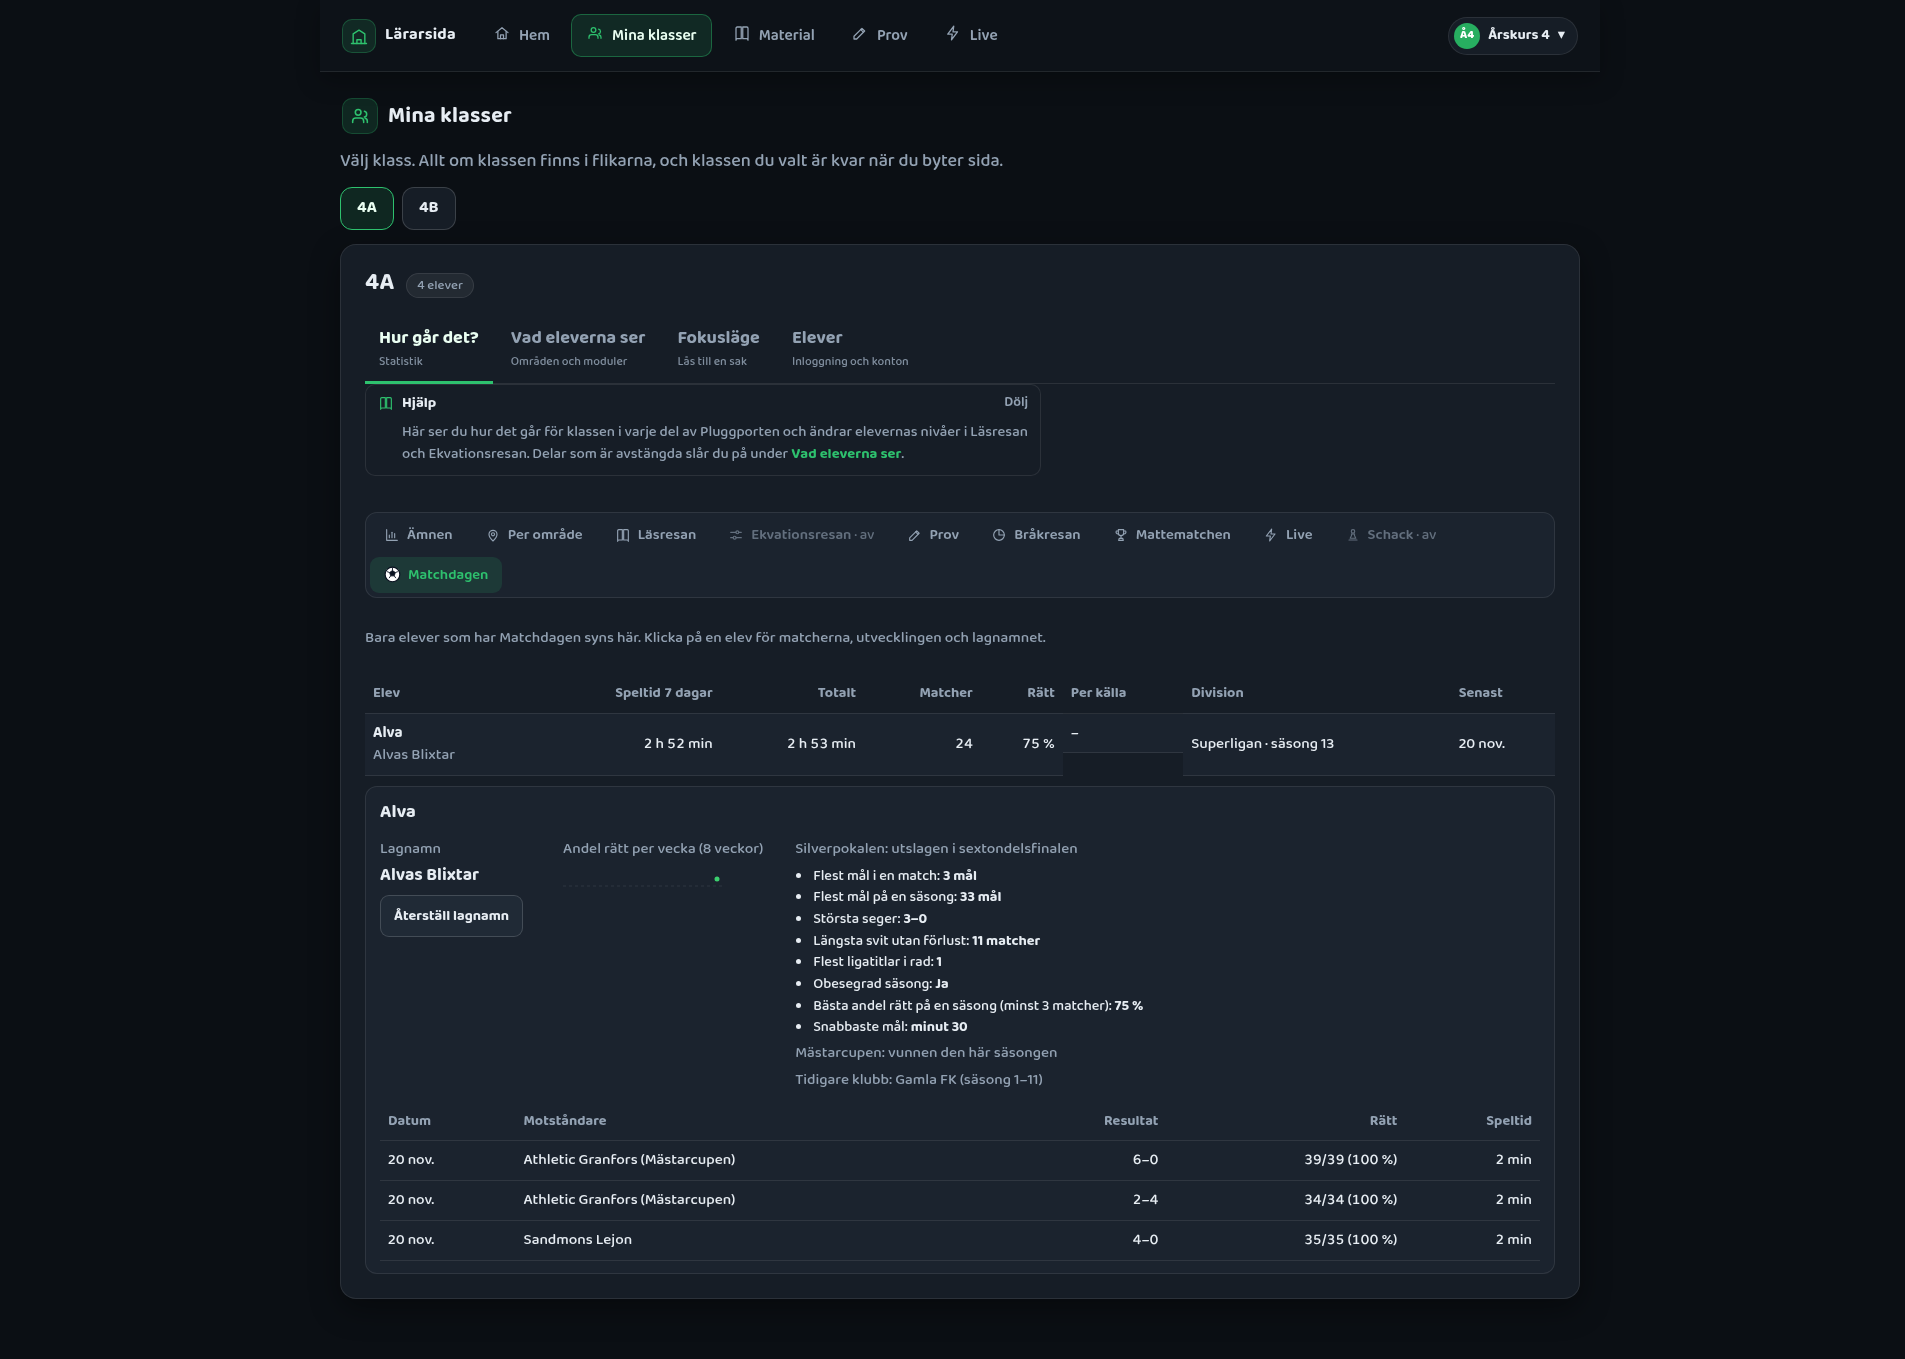 Lärarsida
Hem
Mina klasser
Material
Prov
Live
Å4
Årskurs 4 ▼
Mina klasser
Välj klass. Allt om klassen finns i flikarna, och klassen du valt är kvar när du byter sida.
4A
4B
4A
4 elever
Hur går det?
Statistik
Vad eleverna ser
Områden och moduler
Fokusläge
Lås till en sak
Elever
Inloggning och konton
Hjälp
Dölj
Här ser du hur det går för klassen i varje del av Pluggporten och ändrar elevernas nivåer i Läsresan
och Ekvationsresan. Delar som är avstängda slår du på under Vad eleverna ser.
Ämnen
Per område
Läsresan
Ekvationsresan · av
Prov
Bråkresan
Mattematchen
Live
Schack · av
Matchdagen
Bara elever som har Matchdagen syns här. Klicka på en elev för matcherna, utvecklingen och lagnamnet.
Elev Speltid 7 dagar Totalt Matcher Rätt Per källa Division Senast
Alva
Alvas Blixtar
2 h 52 min 2 h 53 min 24 75 % – Superligan · säsong 13 20 nov.
Alva
Lagnamn
Alvas Blixtar
Återställ lagnamn
Andel rätt per vecka (8 veckor)
Silverpokalen: utslagen i sextondelsfinalen
Flest mål i en match: 3 mål
Flest mål på en säsong: 33 mål
Största seger: 3–0
Längsta svit utan förlust: 11 matcher
Flest ligatitlar i rad: 1
Obesegrad säsong: Ja
Bästa andel rätt på en säsong (minst 3 matcher): 75 %
Snabbaste mål: minut 30
Mästarcupen: vunnen den här säsongen
Tidigare klubb: Gamla FK (säsong 1–11)
Datum Motståndare Resultat Rätt Speltid
20 nov. Athletic Granfors (Mästarcupen) 6–0 39/39 (100 %) 2 min
20 nov. Athletic Granfors (Mästarcupen) 2–4 34/34 (100 %) 2 min
20 nov. Sandmons Lejon 4–0 35/35 (100 %) 2 min